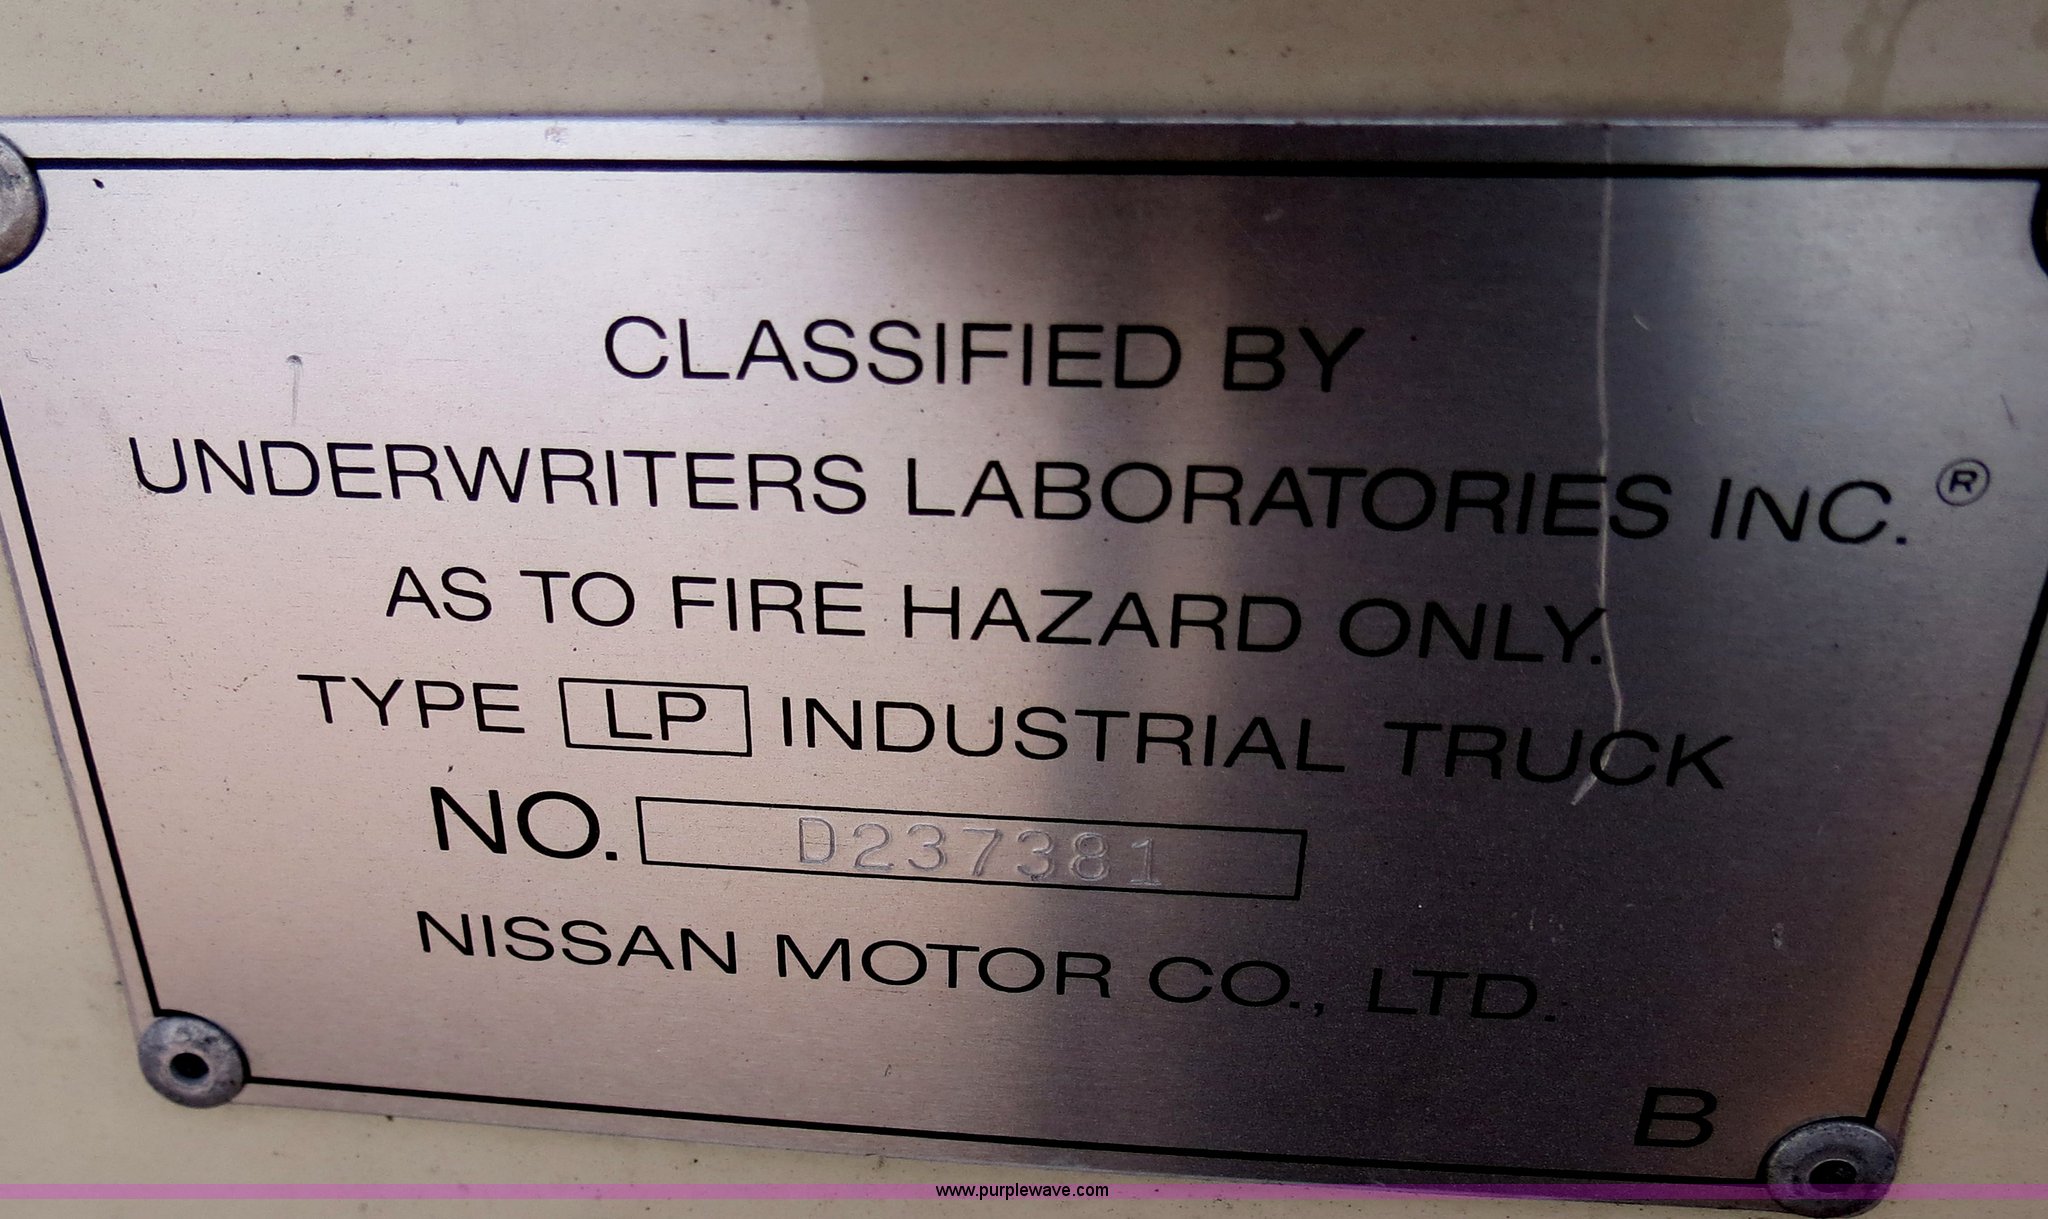 CLASSIFIED BY
UNDERWRITERS LABORATORIES INC.®
AS TO FIRE HAZARD ONLY.
TYPE LP INDUSTRIAL TRUCK
NO. D237381
NISSAN MOTOR CO., LTD.
B
www.purplewave.com